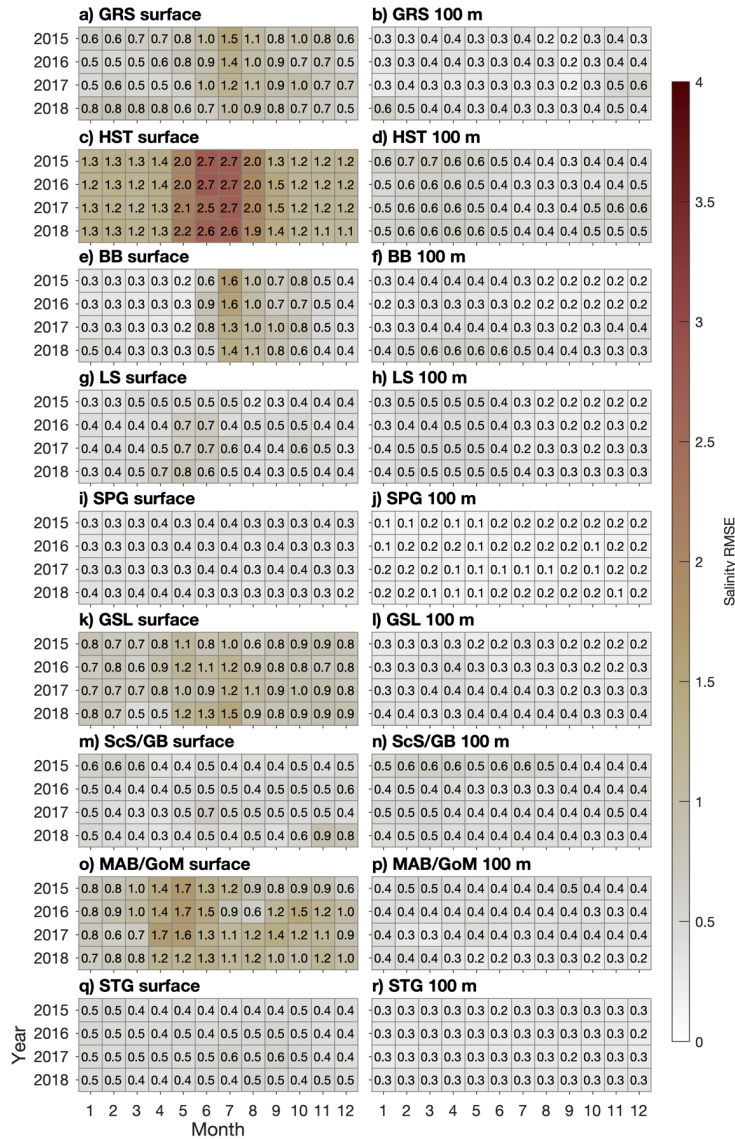 a) GRS surface
2015 0.6 0.6 0.7 0.7 0.8 1.0 1.5 1.1 0.8 1.0 0.8 0.6
2016 0.5 0.5 0.5 0.6 0.8 0.9 1.4 1.0 0.9 0.7 0.7 0.5
2017 0.5 0.6 0.5 0.5 0.6 1.0 1.2 1.1 0.9 1.0 0.7 0.7
2018 0.8 0.8 0.8 0.8 0.6 0.7 1.0 0.9 0.8 0.7 0.7 0.5
b) GRS 100 m
0.3 0.3 0.4 0.4 0.3 0.3 0.4 0.2 0.2 0.3 0.4 0.3
0.3 0.4 0.4 0.3 0.3 0.3 0.3 0.3 0.2 0.3 0.3 0.4
0.3 0.4 0.4 0.3 0.3 0.3 0.3 0.3 0.2 0.3 0.5 0.6
0.6 0.5 0.4 0.4 0.3 0.3 0.3 0.3 0.3 0.4 0.5 0.4
c) HST surface
2015 1.3 1.3 1.3 1.4 2.0 2.7 2.7 2.0 1.3 1.2 1.2 1.2
2016 1.2 1.3 1.2 1.4 2.0 2.7 2.7 2.0 1.5 1.2 1.2 1.2
2017 1.3 1.2 1.2 1.3 2.1 2.5 2.7 2.0 1.5 1.2 1.2 1.2
2018 1.3 1.3 1.2 1.3 2.2 2.6 2.6 1.9 1.4 1.2 1.1 1.1
d) HST 100 m
0.6 0.7 0.7 0.6 0.6 0.5 0.4 0.4 0.3 0.4 0.4 0.4
0.5 0.6 0.6 0.6 0.5 0.4 0.4 0.3 0.3 0.4 0.4 0.5
0.5 0.6 0.6 0.6 0.5 0.5 0.4 0.3 0.4 0.5 0.6 0.6
0.5 0.6 0.6 0.6 0.5 0.4 0.4 0.4 0.4 0.4 0.4 0.5
e) BB surface
2015 0.3 0.3 0.3 0.3 0.2 0.6 1.6 1.0 0.7 0.8 0.5 0.4
2016 0.3 0.3 0.3 0.3 0.3 0.9 1.6 1.0 0.7 0.7 0.5 0.4
2017 0.3 0.3 0.3 0.3 0.2 0.8 1.3 1.0 1.0 0.8 0.5 0.3
2018 0.5 0.4 0.3 0.3 0.3 0.5 1.4 1.1 0.8 0.6 0.4 0.4
f) BB 100 m
0.3 0.4 0.4 0.4 0.4 0.3 0.3 0.2 0.2 0.2 0.2 0.2
0.2 0.3 0.3 0.3 0.3 0.3 0.3 0.2 0.2 0.2 0.2 0.3
0.3 0.3 0.4 0.4 0.4 0.4 0.3 0.3 0.2 0.3 0.4 0.4
0.4 0.5 0.6 0.6 0.6 0.6 0.5 0.4 0.4 0.3 0.3 0.3
g) LS surface
2015 0.3 0.3 0.5 0.5 0.5 0.5 0.5 0.2 0.3 0.4 0.4 0.4
2016 0.4 0.4 0.4 0.5 0.7 0.7 0.4 0.5 0.5 0.5 0.4 0.4
2017 0.4 0.4 0.4 0.5 0.7 0.7 0.6 0.4 0.4 0.6 0.5 0.3
2018 0.3 0.4 0.5 0.7 0.8 0.6 0.5 0.4 0.3 0.5 0.4 0.4
h) LS 100 m
0.3 0.5 0.5 0.5 0.5 0.4 0.3 0.2 0.2 0.2 0.2 0.2
0.3 0.5 0.5 0.5 0.5 0.4 0.3 0.3 0.2 0.2 0.2 0.3
0.4 0.5 0.5 0.5 0.5 0.5 0.2 0.3 0.2 0.2 0.3 0.3
0.4 0.5 0.5 0.5 0.5 0.5 0.4 0.3 0.3 0.3 0.3 0.3
i) SPG surface
2015 0.3 0.3 0.3 0.4 0.3 0.4 0.4 0.3 0.3 0.3 0.4 0.3
2016 0.3 0.3 0.3 0.3 0.4 0.3 0.4 0.3 0.4 0.3 0.3 0.3
2017 0.3 0.3 0.3 0.4 0.4 0.3 0.4 0.4 0.3 0.4 0.3 0.3
2018 0.4 0.3 0.4 0.4 0.4 0.3 0.3 0.3 0.3 0.3 0.3 0.2
j) SPG 100 m
0.1 0.1 0.2 0.1 0.1 0.2 0.2 0.2 0.2 0.2 0.2 0.2
0.1 0.2 0.2 0.2 0.1 0.2 0.2 0.2 0.2 0.1 0.2 0.2
0.2 0.2 0.2 0.1 0.1 0.1 0.1 0.1 0.2 0.1 0.2 0.2
0.2 0.2 0.1 0.1 0.2 0.2 0.2 0.2 0.2 0.2 0.1 0.2
k) GSL surface
2015 0.8 0.7 0.7 0.8 1.1 0.8 1.0 0.6 0.8 0.9 0.9 0.8
2016 0.7 0.8 0.6 0.9 1.2 1.1 1.2 0.9 0.8 0.8 0.7 0.8
2017 0.7 0.7 0.7 0.8 1.0 0.9 1.2 1.1 0.9 1.0 0.9 0.8
2018 0.8 0.7 0.5 0.5 1.2 1.3 1.5 0.9 0.8 0.9 0.9 0.9
l) GSL 100 m
0.3 0.3 0.3 0.2 0.2 0.3 0.3 0.3 0.3 0.2 0.2 0.2
0.3 0.3 0.3 0.4 0.3 0.3 0.3 0.3 0.3 0.2 0.2 0.3
0.3 0.3 0.4 0.4 0.4 0.4 0.3 0.3 0.2 0.3 0.2 0.3
0.4 0.4 0.3 0.3 0.4 0.4 0.4 0.4 0.3 0.3 0.3 0.4
m) ScS/GB surface
2015 0.6 0.6 0.6 0.4 0.4 0.5 0.4 0.4 0.5 0.4 0.5 0.5
2016 0.5 0.4 0.4 0.5 0.5 0.5 0.4 0.5 0.5 0.5 0.5 0.6
2017 0.5 0.4 0.3 0.3 0.5 0.7 0.5 0.5 0.5 0.5 0.5 0.4
2018 0.5 0.4 0.4 0.3 0.4 0.5 0.4 0.5 0.4 0.6 0.9 0.8
n) ScS/GB 100 m
0.5 0.6 0.6 0.6 0.5 0.6 0.6 0.5 0.4 0.4 0.4 0.4
0.5 0.4 0.4 0.4 0.3 0.3 0.3 0.3 0.3 0.4 0.4 0.4
0.5 0.5 0.5 0.4 0.4 0.4 0.4 0.4 0.3 0.4 0.5 0.4
0.4 0.5 0.5 0.4 0.4 0.4 0.4 0.4 0.4 0.3 0.3 0.4
o) MAB/GoM surface
2015 0.8 0.8 1.0 1.4 1.7 1.3 1.2 0.9 0.8 0.9 0.9 0.6
2016 0.8 0.9 1.0 1.4 1.7 1.5 0.9 0.6 1.2 1.5 1.2 1.0
2017 0.8 0.6 0.7 1.7 1.6 1.3 1.1 1.2 1.4 1.2 1.1 0.9
2018 0.7 0.8 0.8 1.2 1.2 1.3 1.1 1.2 1.0 1.0 1.2 1.0
p) MAB/GoM 100 m
0.4 0.5 0.5 0.4 0.4 0.4 0.4 0.4 0.5 0.4 0.4 0.4
0.4 0.4 0.4 0.4 0.4 0.4 0.4 0.4 0.4 0.3 0.3 0.4
0.4 0.3 0.3 0.4 0.4 0.4 0.4 0.4 0.4 0.4 0.4 0.4
0.4 0.4 0.4 0.3 0.2 0.2 0.3 0.3 0.2 0.3 0.3 0.2
q) STG surface
2015 0.5 0.5 0.4 0.4 0.4 0.5 0.4 0.4 0.5 0.4 0.5 0.5
2016 0.5 0.5 0.4 0.5 0.4 0.5 0.4 0.5 0.5 0.5 0.4 0.5
2017 0.5 0.5 0.5 0.5 0.5 0.5 0.6 0.5 0.6 0.5 0.4 0.4
2018 0.5 0.5 0.4 0.4 0.5 0.4 0.5 0.5 0.4 0.5 0.5 0.5
r) STG 100 m
0.3 0.3 0.3 0.3 0.3 0.2 0.3 0.3 0.3 0.3 0.3 0.3
0.3 0.3 0.3 0.3 0.3 0.3 0.3 0.3 0.3 0.3 0.3 0.2
0.3 0.3 0.3 0.3 0.3 0.3 0.3 0.3 0.2 0.3 0.3 0.3
0.3 0.3 0.3 0.3 0.3 0.3 0.3 0.3 0.3 0.3 0.3 0.3
1 2 3 4 5 6 7 8 9 10 11 12
1 2 3 4 5 6 7 8 9 10 11 12
Month
Year
4
3.5
3
2.5
2
1.5
1
0.5
0
Salinity RMSE